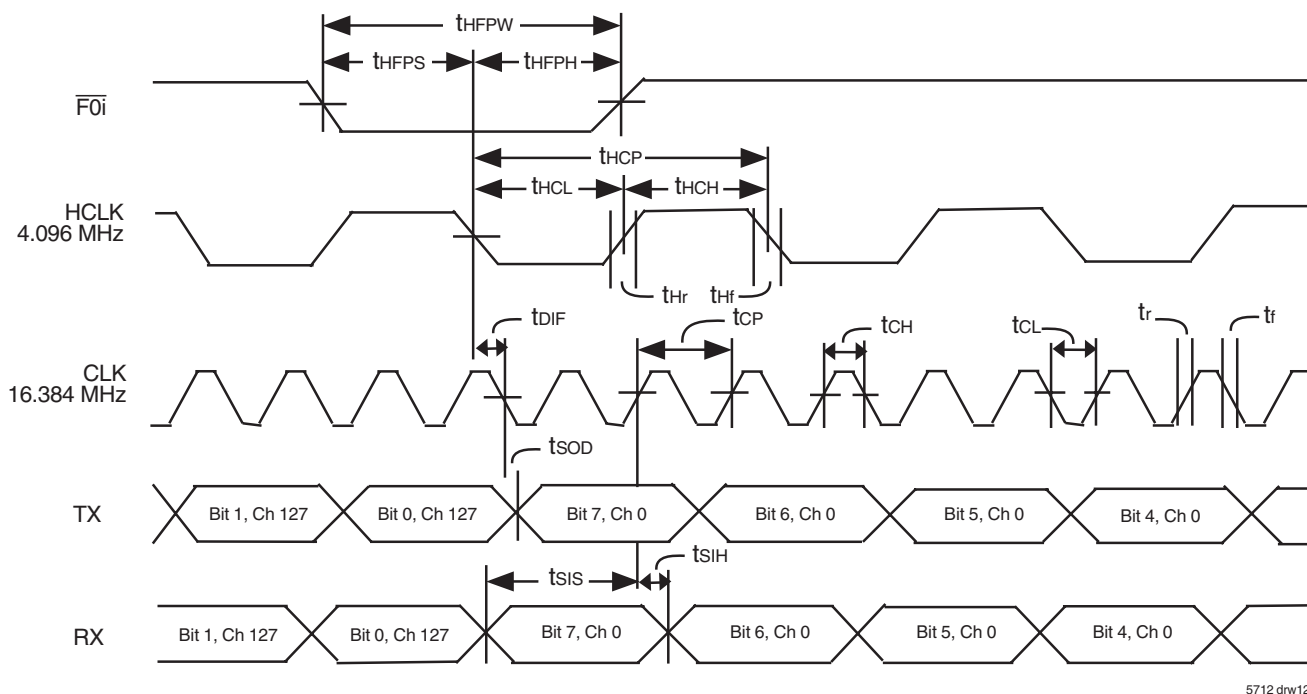 tHFPW
tHFPS tHFPH
F0i
tHCP
tHCL tHCH
HCLK
4.096 MHz
tHr tHf
tDIF tCP tCH tCL tr tf
CLK
16.384 MHz
tSOD
TX Bit 1, Ch 127 Bit 0, Ch 127 Bit 7, Ch 0 Bit 6, Ch 0 Bit 5, Ch 0 Bit 4, Ch 0
tSIS tSIH
RX Bit 1, Ch 127 Bit 0, Ch 127 Bit 7, Ch 0 Bit 6, Ch 0 Bit 5, Ch 0 Bit 4, Ch 0
5712 drw12